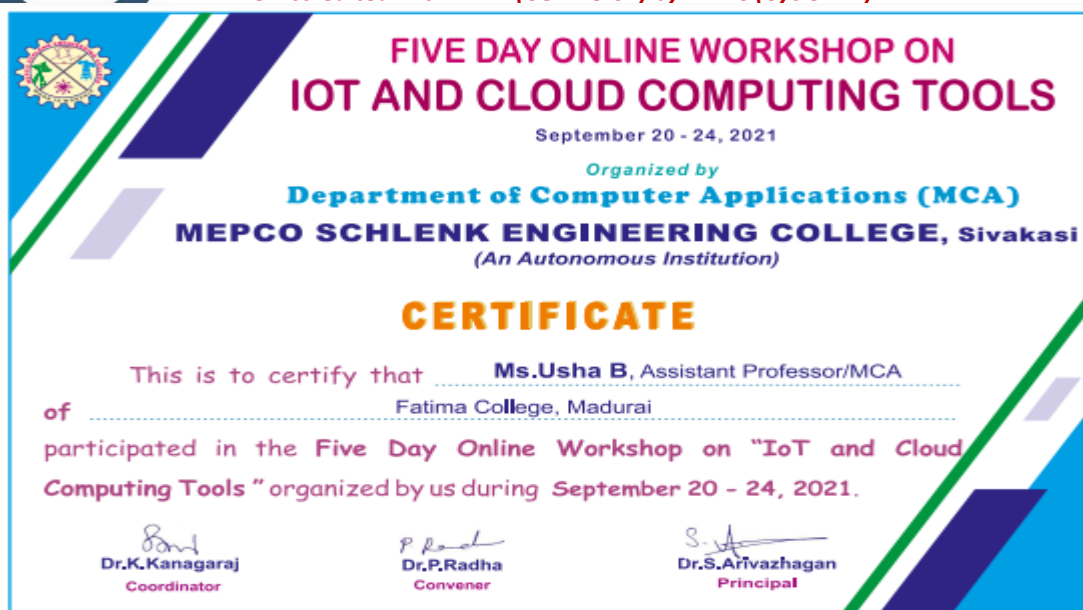 FIVE DAY ONLINE WORKSHOP ON
IOT AND CLOUD COMPUTING TOOLS
September 20 - 24, 2021
Organized by
Department of Computer Applications (MCA)
MEPCO SCHLENK ENGINEERING COLLEGE, Sivakasi
(An Autonomous Institution)
CERTIFICATE
This is to certify that Ms.Usha B, Assistant Professor/MCA
of Fatima College, Madurai
participated in the Five Day Online Workshop on "IoT and Cloud
Computing Tools " organized by us during September 20 - 24, 2021.
Dr.K.Kanagaraj Dr.P.Radha Dr.S.Arivazhagan
Coordinator Convener Principal